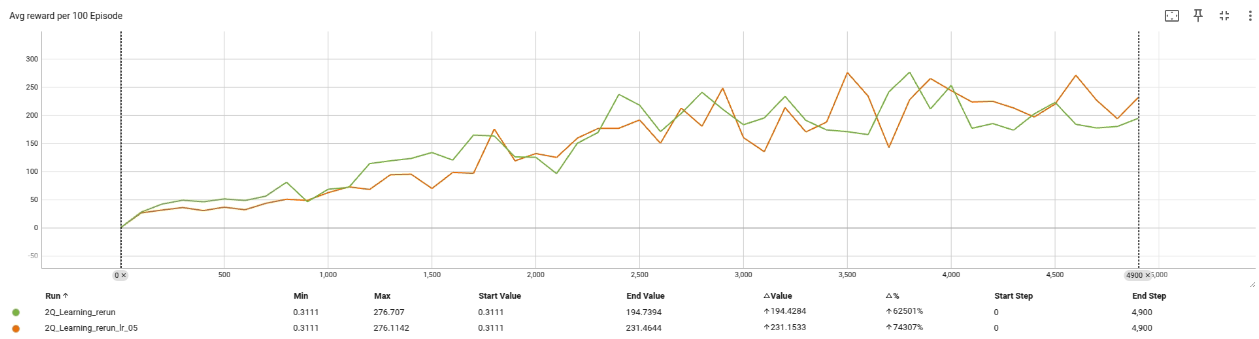 Avg reward per 100 Episode
300
250
200
150
100
50
0
-50
0 × 500 1,000 1,500 2,000 2,500 3,000 3,500 4,000 4,500 4900 × 5,000
Run ↑ Min Max Start Value End Value △Value △% Start Step End Step
2Q_Learning_rerun 0.3111 276.707 0.3111 194.7394 ↑194.4284 ↑62501% 0 4,900
2Q_Learning_rerun_lr_05 0.3111 276.1142 0.3111 231.4644 ↑231.1533 ↑74307% 0 4,900